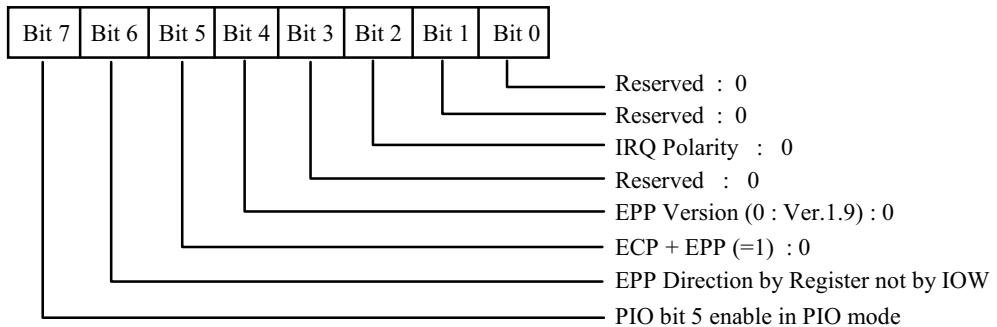 Bit 7 Bit 6 Bit 5 Bit 4 Bit 3 Bit 2 Bit 1 Bit 0
Reserved : 0
Reserved : 0
IRQ Polarity : 0
Reserved : 0
EPP Version (0 : Ver.1.9) : 0
ECP + EPP (=1) : 0
EPP Direction by Register not by IOW
PIO bit 5 enable in PIO mode